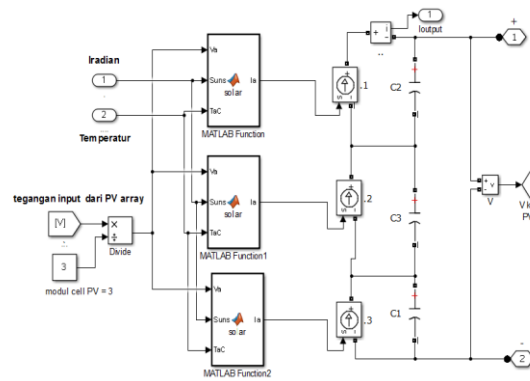 Iradian
1
Temperatur
2
tegangan input dari PV array
[V]
×
÷
Divide
3
modul cell PV = 3
Va
Suns
TaC
solar
Ia
MATLAB Function
Va
Suns
TaC
solar
Ia
MATLAB Function1
Va
Suns
TaC
solar
Ia
MATLAB Function2
.1
.2
.3
+
-
i
1
Ioutput
C2
C3
C1
+
-
v
V
+
1
-
2